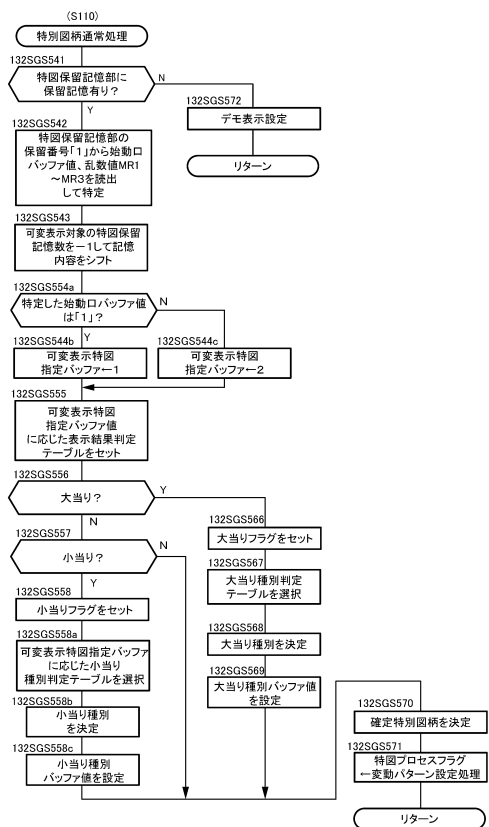 (S110)
特別図柄通常処理
132SGS541
特図保留記憶部に
保留記憶有り？
N
Y
132SGS572
デモ表示設定
リターン
132SGS542
特図保留記憶部の
保留番号「1」から始動口
バッファ値、乱数値MR1
～MR3を読出
して特定
132SGS543
可変表示対象の特図保留
記憶数を－1して記憶
内容をシフト
132SGS554a
特定した始動口バッファ値
は「1」？
N
Y
132SGS544b
可変表示特図
指定バッファ←1
132SGS544c
可変表示特図
指定バッファ←2
132SGS555
可変表示特図
指定バッファ値
に応じた表示結果判定
テーブルをセット
132SGS556
大当り？
Y
N
132SGS557
小当り？
N
Y
132SGS558
小当りフラグをセット
132SGS558a
可変表示特図指定バッファ
に応じた小当り
種別判定テーブルを選択
132SGS558b
小当り種別
を決定
132SGS558c
小当り種別
バッファ値を設定
132SGS566
大当りフラグをセット
132SGS567
大当り種別判定
テーブルを選択
132SGS568
大当り種別を決定
132SGS569
大当り種別バッファ値
を設定
132SGS570
確定特別図柄を決定
132SGS571
特図プロセスフラグ
←変動パターン設定処理
リターン